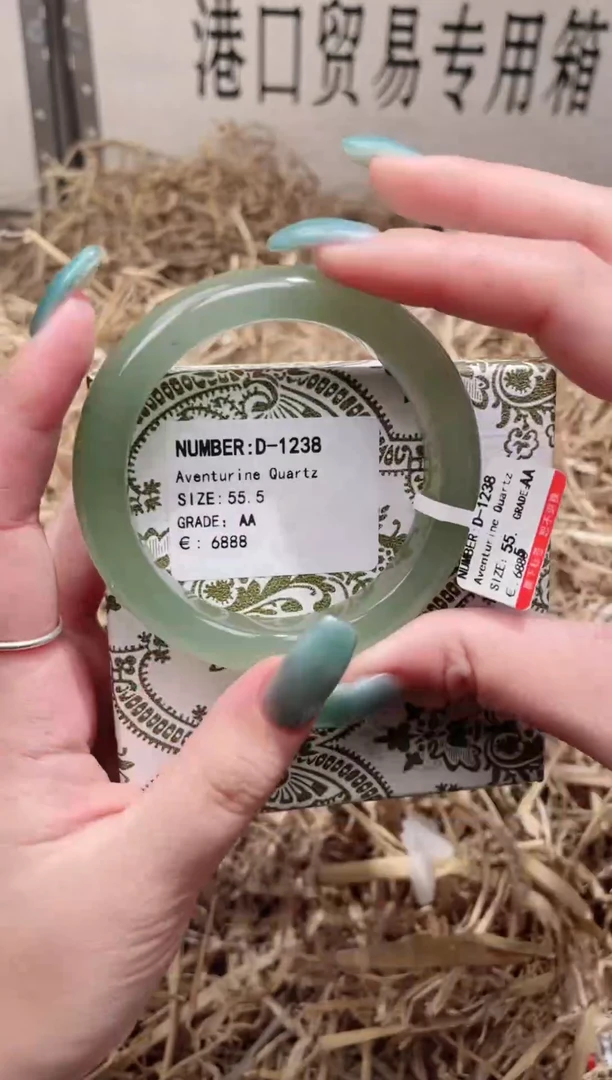 港口贸易专用箱
NUMBER:D-1238
Aventurine Quartz
SIZE:55.5
GRADE: AA
€: 6888
NUMBER:D-1238
Aventurine Quartz
SIZE: 55.5
GRADE:AA
€: 6888